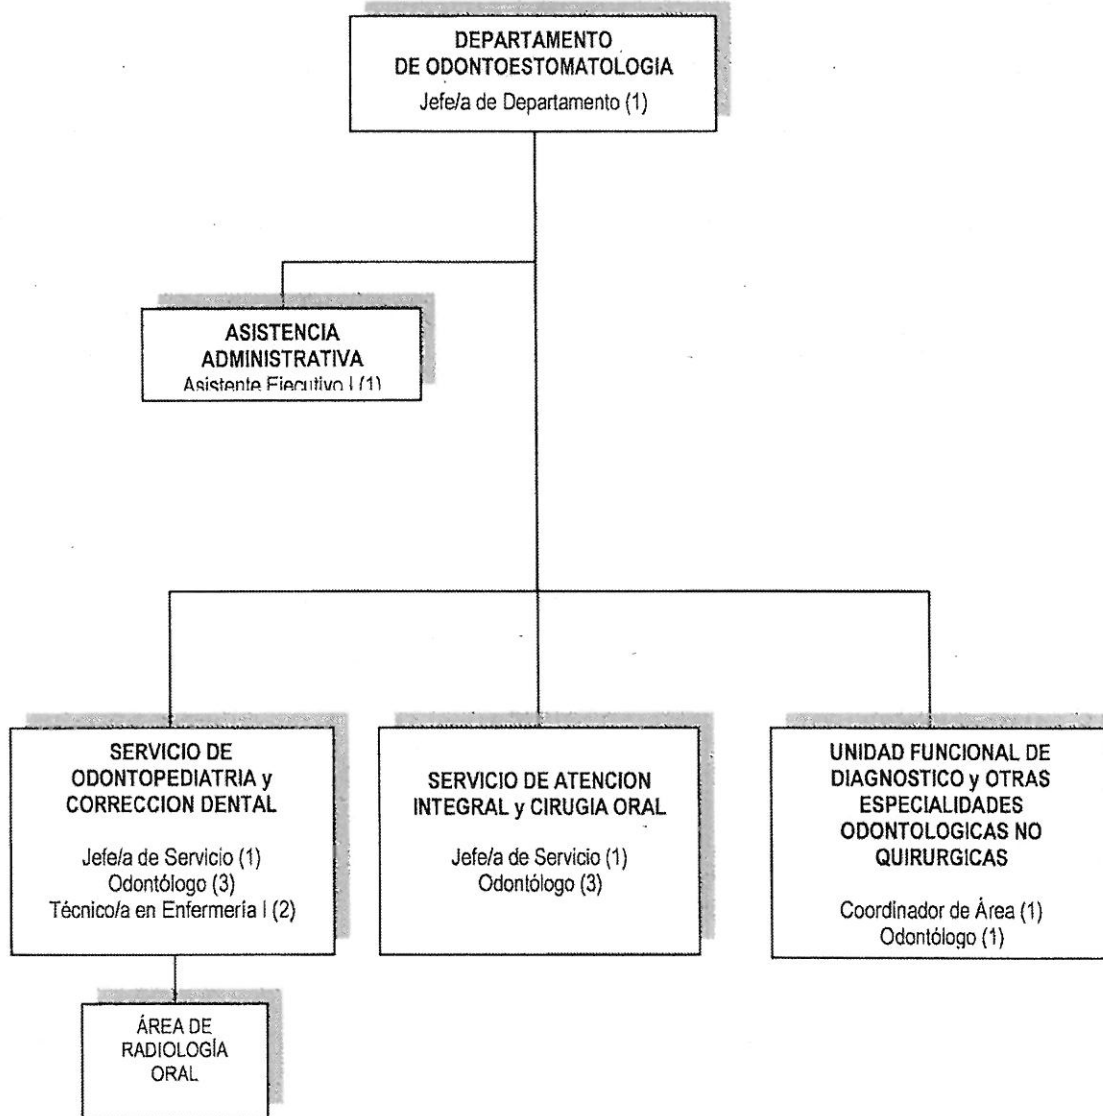 DEPARTAMENTO
DE ODONTOESTOMATOLOGIA
Jefe/a de Departamento (1)
ASISTENCIA
ADMINISTRATIVA
Asistente Ejecutivo I (1)
SERVICIO DE
ODONTOPEDIATRIA y
CORRECCION DENTAL
Jefe/a de Servicio (1)
Odontólogo (3)
Técnico/a en Enfermería I (2)
SERVICIO DE ATENCION
INTEGRAL y CIRUGIA ORAL
Jefe/a de Servicio (1)
Odontólogo (3)
UNIDAD FUNCIONAL DE
DIAGNOSTICO y OTRAS
ESPECIALIDADES
ODONTOLOGICAS NO
QUIRURGICAS
Coordinador de Área (1)
Odontólogo (1)
ÁREA DE
RADIOLOGÍA
ORAL